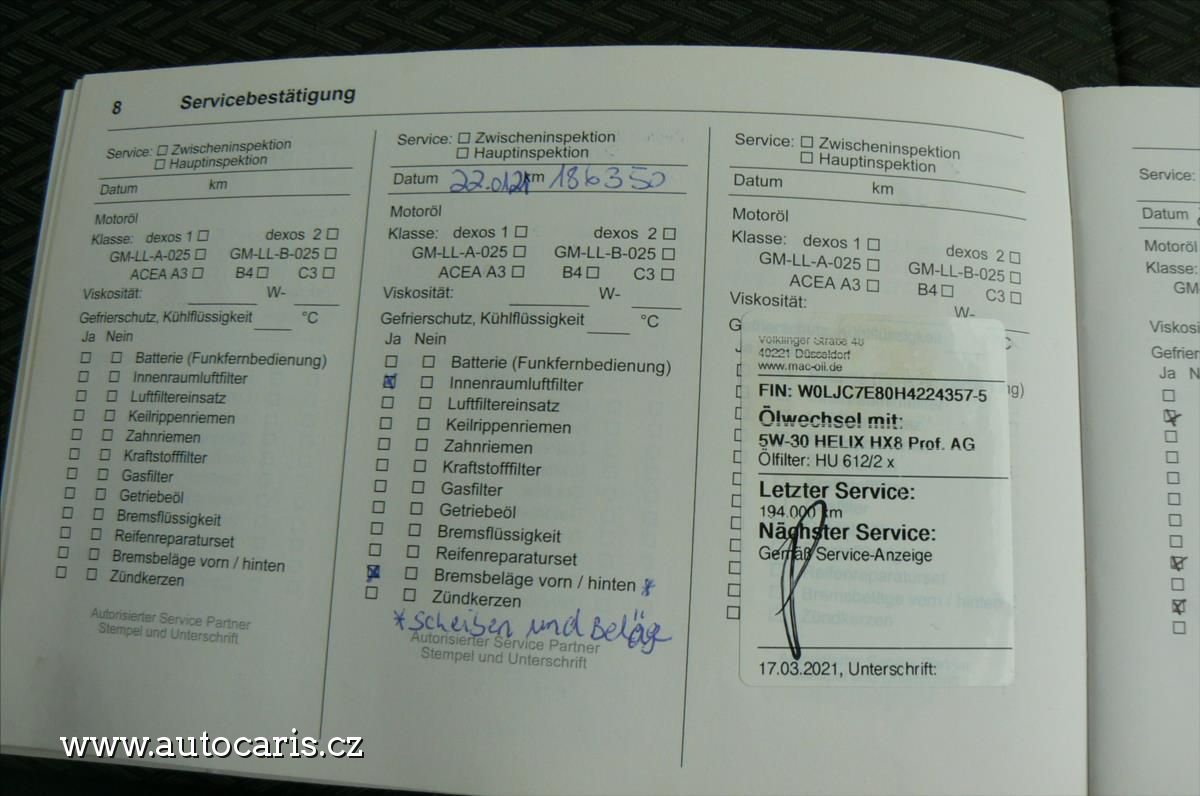 8 Servicebestätigung
Service: Zwischeninspektion
Hauptinspektion
Datum km
Motoröl
Klasse: dexos 1 dexos 2
GM-LL-A-025 GM-LL-B-025
ACEA A3 B4 C3
Viskosität: W-
Gefrierschutz, Kühlflüssigkeit °C
Ja Nein
Batterie (Funkfernbedienung)
Innenraumluftfilter
Luftfiltereinsatz
Keilrippenriemen
Zahnriemen
Kraftstofffilter
Gasfilter
Getriebeöl
Bremsflüssigkeit
Reifenreparaturset
Bremsbeläge vorn / hinten
Zündkerzen
Autorisierter Service Partner
Stempel und Unterschrift
Service: Zwischeninspektion
Hauptinspektion
Datum 22.0121 km 186350
Motoröl
Klasse: dexos 1 dexos 2
GM-LL-A-025 GM-LL-B-025
ACEA A3 B4 C3
Viskosität: W-
Gefrierschutz, Kühlflüssigkeit °C
Ja Nein
Batterie (Funkfernbedienung)
Innenraumluftfilter
Luftfiltereinsatz
Keilrippenriemen
Zahnriemen
Kraftstofffilter
Gasfilter
Getriebeöl
Bremsflüssigkeit
Reifenreparaturset
Bremsbeläge vorn / hinten *
Zündkerzen
* Scheiben und Beläge
Autorisierter Service Partner
Stempel und Unterschrift
Service: Zwischeninspektion
Hauptinspektion
Datum km
Motoröl
Klasse: dexos 1 dexos 2
GM-LL-A-025 GM-LL-B-025
ACEA A3 B4 C3
Viskosität: W-
Völklinger Straße 48
40221 Düsseldorf
www.mac-oil.de
FIN: W0LJC7E80H4224357-5
Ölwechsel mit:
5W-30 HELIX HX8 Prof. AG
Ölfilter: HU 612/2 x
Letzter Service:
194.000 km
Nächster Service:
Gemäß Service-Anzeige
Reifenreparaturset
Bremsbeläge vorn / hinten
Zündkerzen
17.03.2021, Unterschrift:
Service:
Datum
Motoröl
Klasse:
GM-
Gefrier
Ja N
www.autocaris.cz